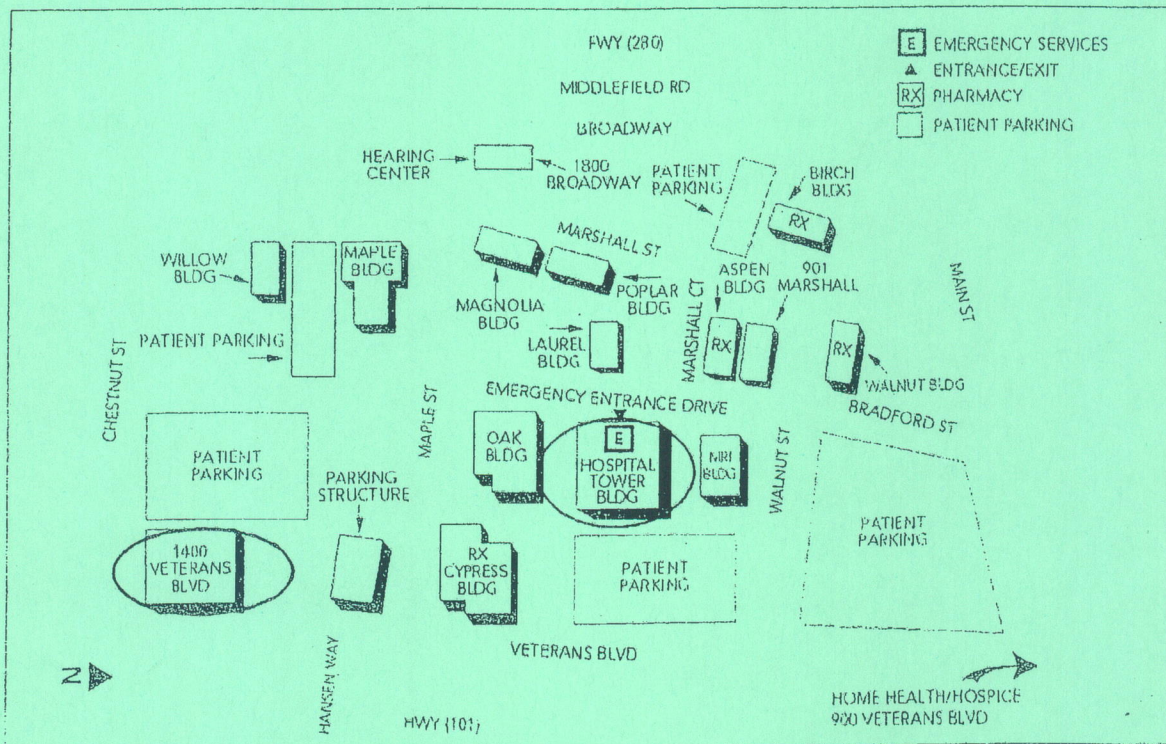 FWY (280)
MIDDLEFIELD RD
BROADWAY
E EMERGENCY SERVICES
ENTRANCE/EXIT
RX PHARMACY
PATIENT PARKING
HEARING
CENTER
1800
BROADWAY
PATIENT
PARKING
BIRCH
BLDG
RX
WILLOW
BLDG
MAPLE
BLDG
MARSHALL ST
MAGNOLIA
BLDG
POPLAR
BLDG
ASPEN
BLDG
901
MARSHALL
MAIN ST
PATIENT PARKING
LAUREL
BLDG
MARSHALL CT
RX
RX
WALNUT BLDG
CHESTNUT ST
MAPLE ST
EMERGENCY ENTRANCE DRIVE
BRADFORD ST
PATIENT
PARKING
PARKING
STRUCTURE
OAK
BLDG
E
HOSPITAL
TOWER
BLDG
MRI
BLDG
WALNUT ST
PATIENT
PARKING
1400
VETERANS
BLVD
RX
CYPRESS
BLDG
PATIENT
PARKING
VETERANS BLVD
N
HANSEN WAY
HWY (101)
HOME HEALTH/HOSPICE
900 VETERANS BLVD